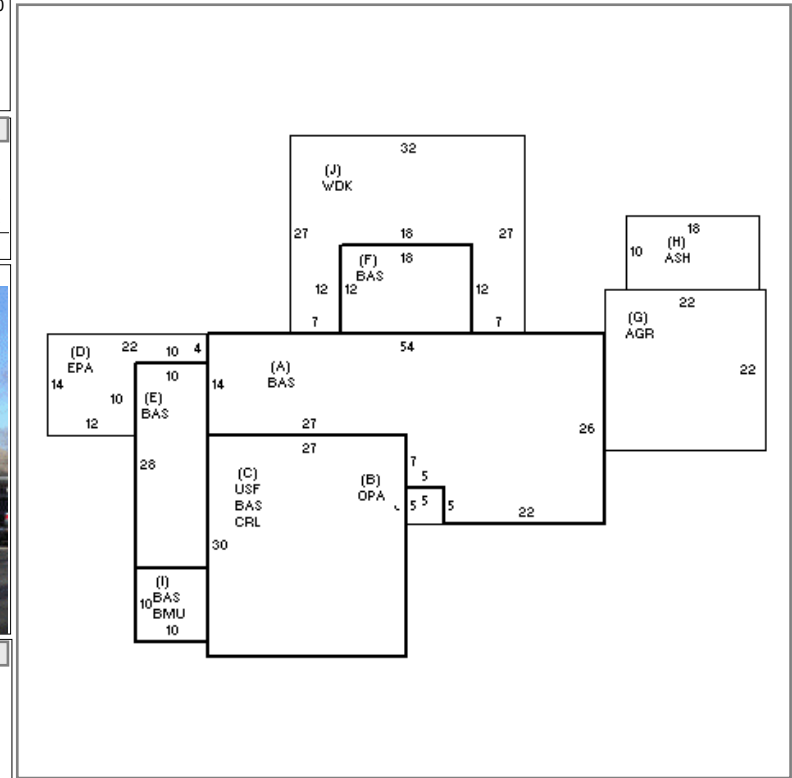 32
(J)
WDK
27
18
27
(F)
18
BAS
12
12
12
7
7
18
10
(H)
ASH
22
(G)
AGR
22
(D)
EPA
22
10
4
14
10
10
12
(E)
BAS
28
54
(A)
BAS
14
27
26
27
(C)
USF
BAS
CRL
30
(B)
OPA
7
5
5
5
5
22
(I)
BAS
BMU
10
10